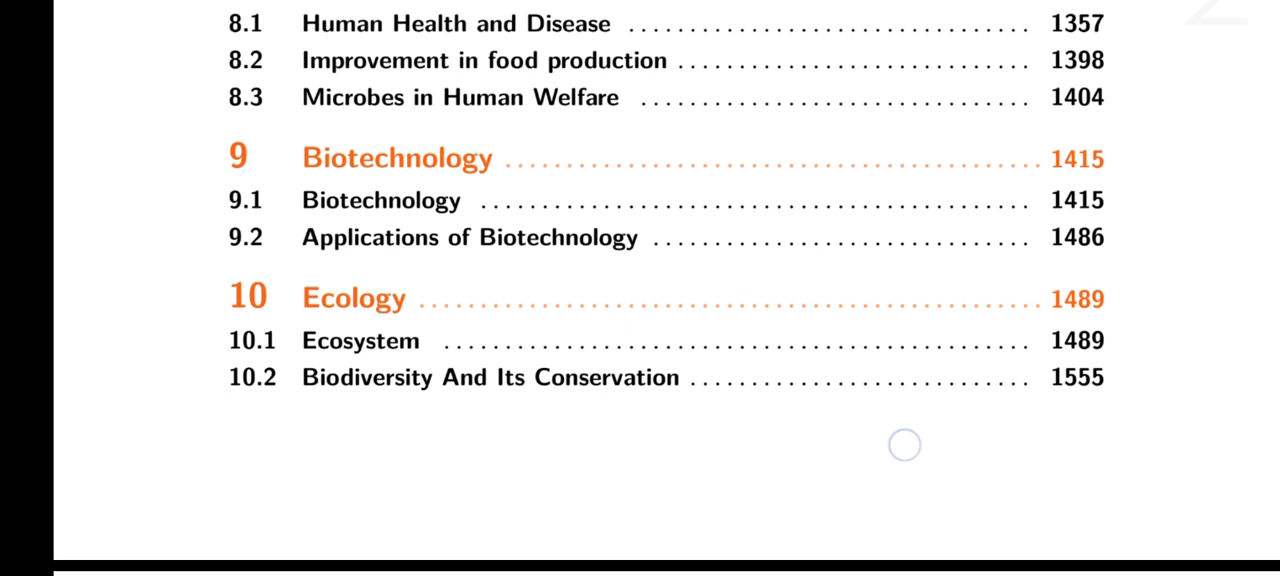 8.1 Human Health and Disease ................................ 1357
8.2 Improvement in food production ............................ 1398
8.3 Microbes in Human Welfare ................................ 1404
9 Biotechnology ............................................ 1415
9.1 Biotechnology ............................................. 1415
9.2 Applications of Biotechnology ............................... 1486
10 Ecology ................................................... 1489
10.1 Ecosystem ................................................ 1489
10.2 Biodiversity And Its Conservation ............................ 1555